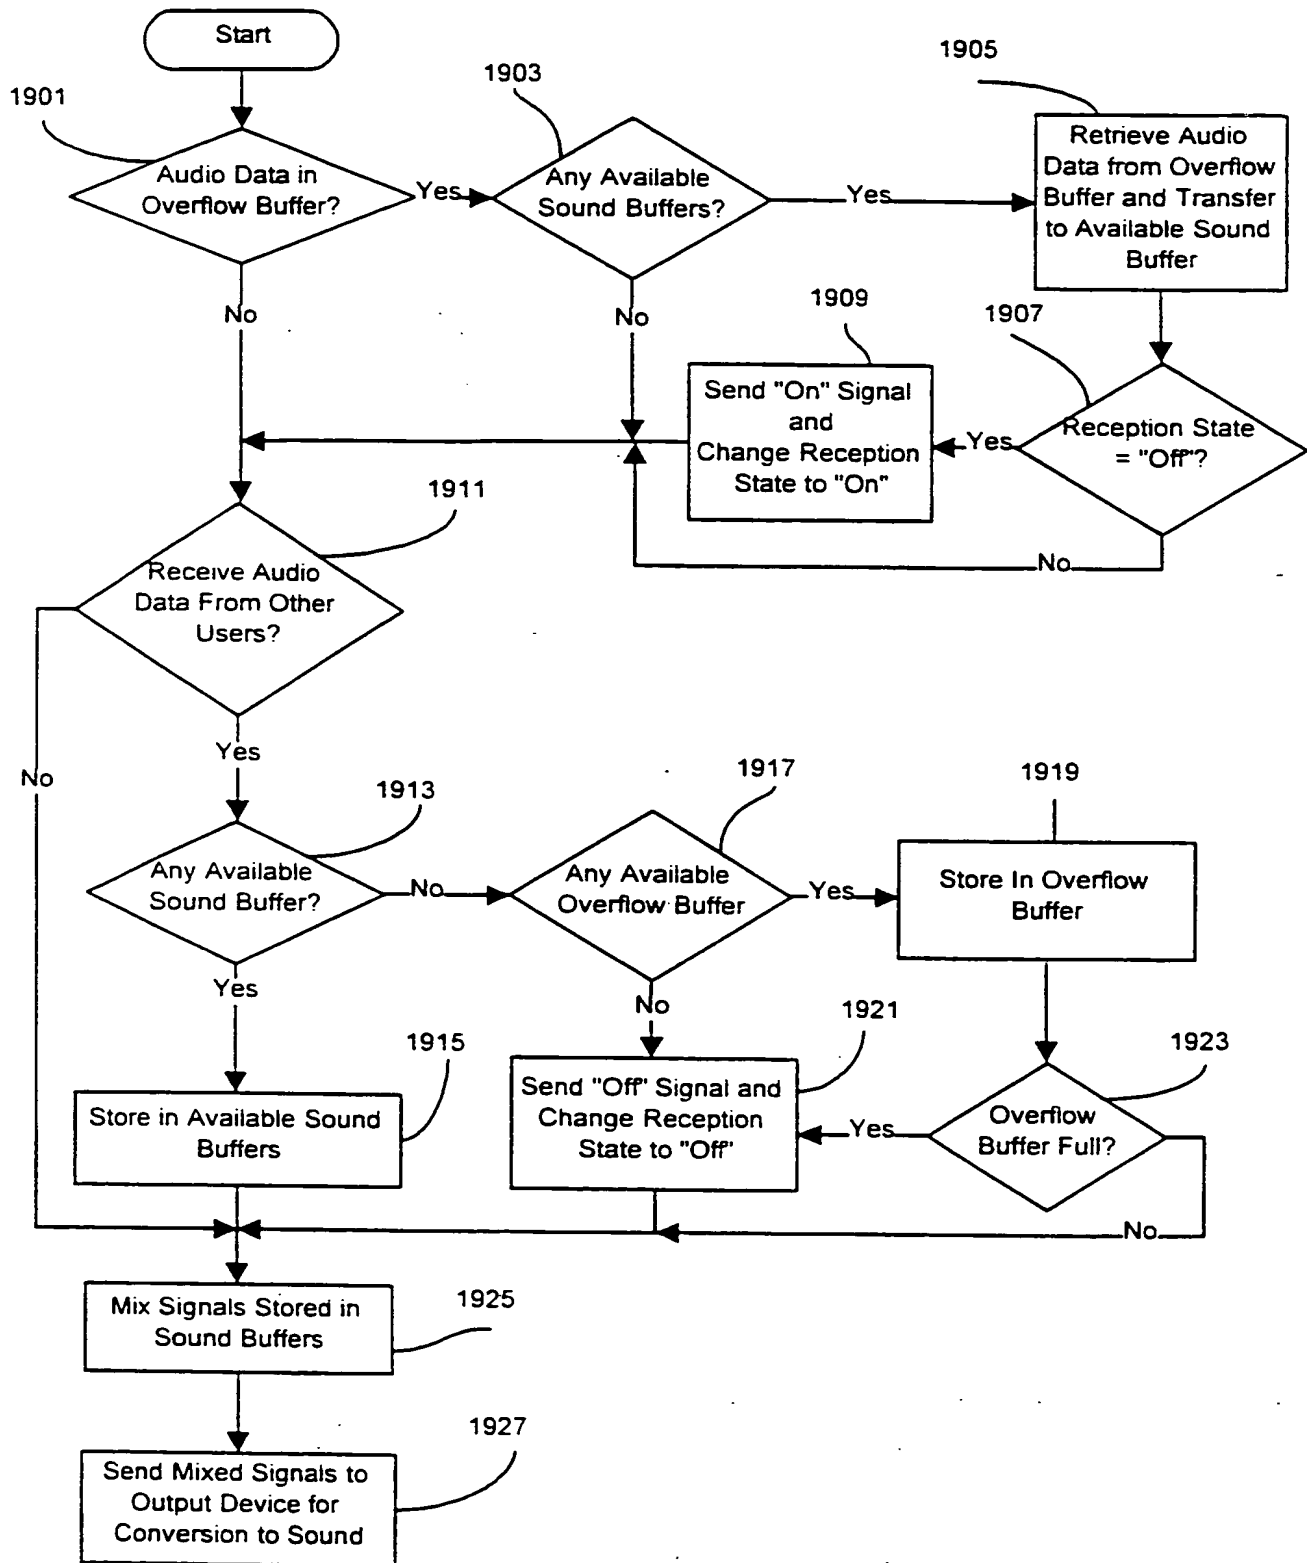 Start
1901
1903
1905
Audio Data in
Overflow Buffer?
Yes
Any Available
Sound Buffers?
Yes
Retrieve Audio
Data from Overflow
Buffer and Transfer
to Available Sound
Buffer
No
No
1909
1907
Send "On" Signal
and
Change Reception
State to "On"
Yes
Reception State
= "Off"?
No
1911
Receive Audio
Data From Other
Users?
Yes
No
1913
1917
1919
Any Available
Sound Buffer?
No
Any Available
Overflow Buffer
Yes
Store In Overflow
Buffer
Yes
No
1915
1921
1923
Store in Available Sound
Buffers
Send "Off" Signal and
Change Reception
State to "Off"
Yes
Overflow
Buffer Full?
No
Mix Signals Stored in
Sound Buffers
1925
1927
Send Mixed Signals to
Output Device for
Conversion to Sound